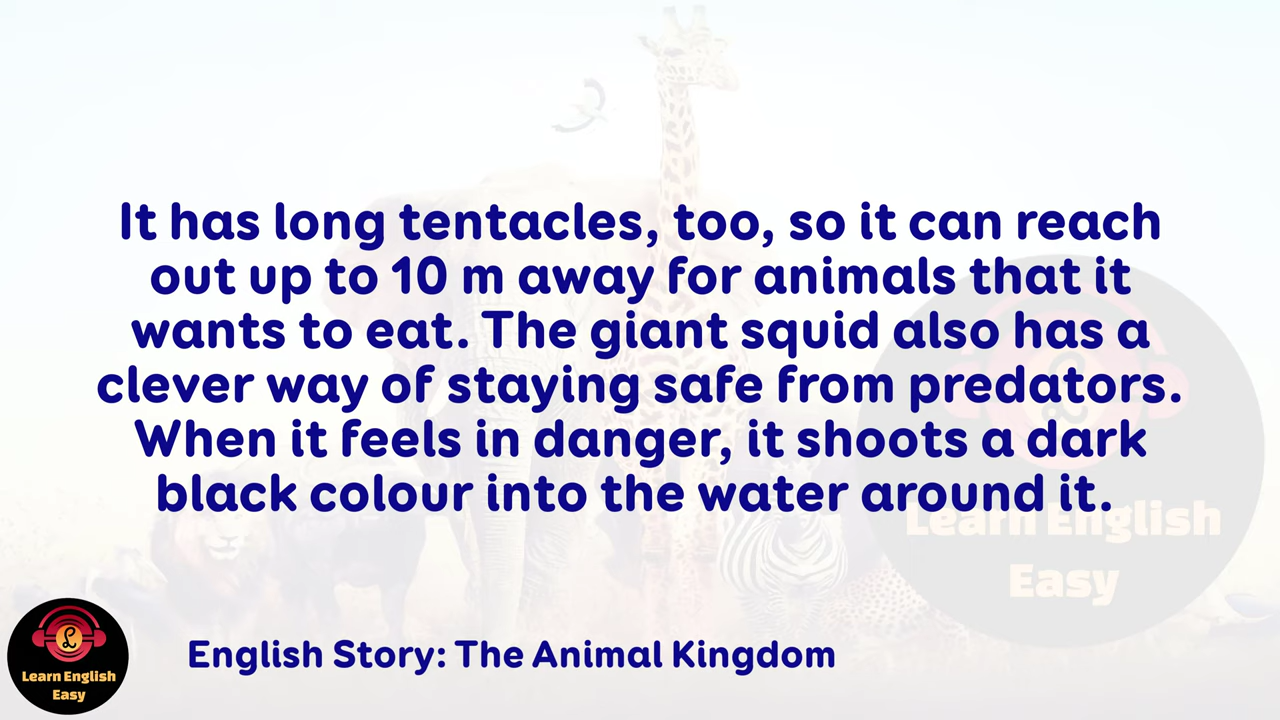 It has long tentacles, too, so it can reach
out up to 10 m away for animals that it
wants to eat. The giant squid also has a
clever way of staying safe from predators.
When it feels in danger, it shoots a dark
black colour into the water around it.
Learn English
Easy
English Story: The Animal Kingdom
Learn English
Easy